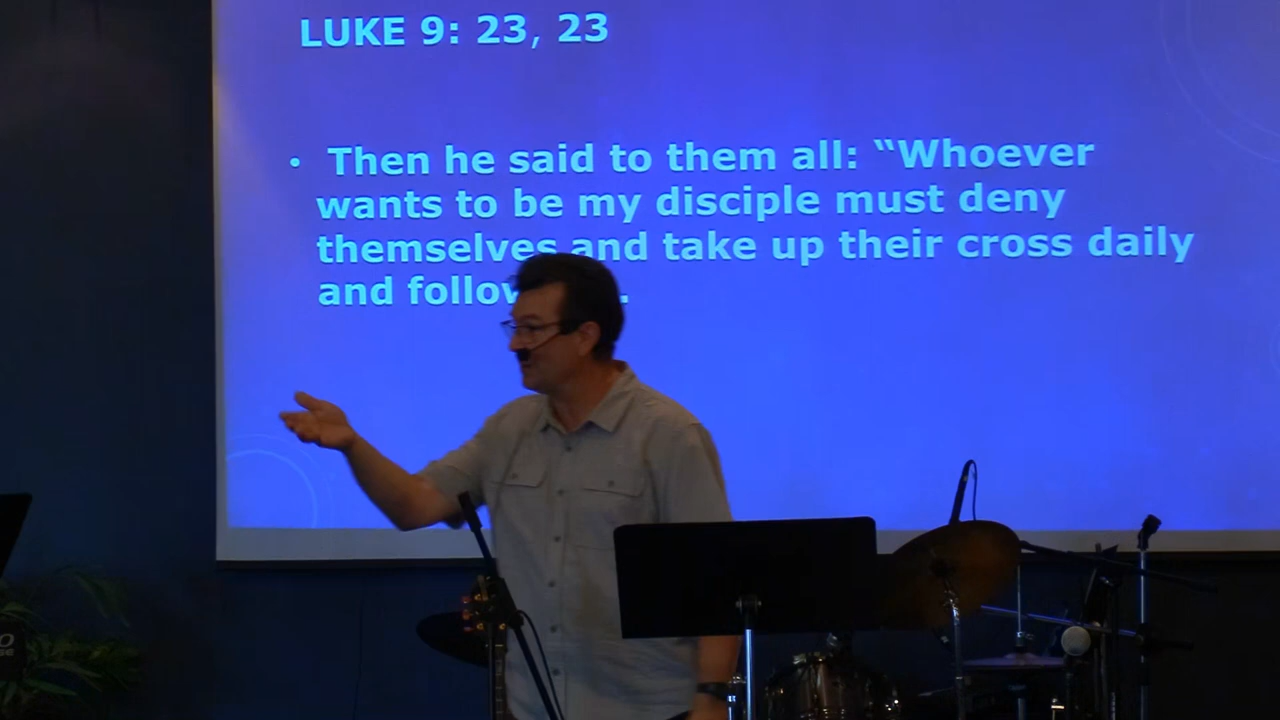 LUKE 9: 23, 23
• Then he said to them all: “Whoever
wants to be my disciple must deny
themselves and take up their cross daily
and follow